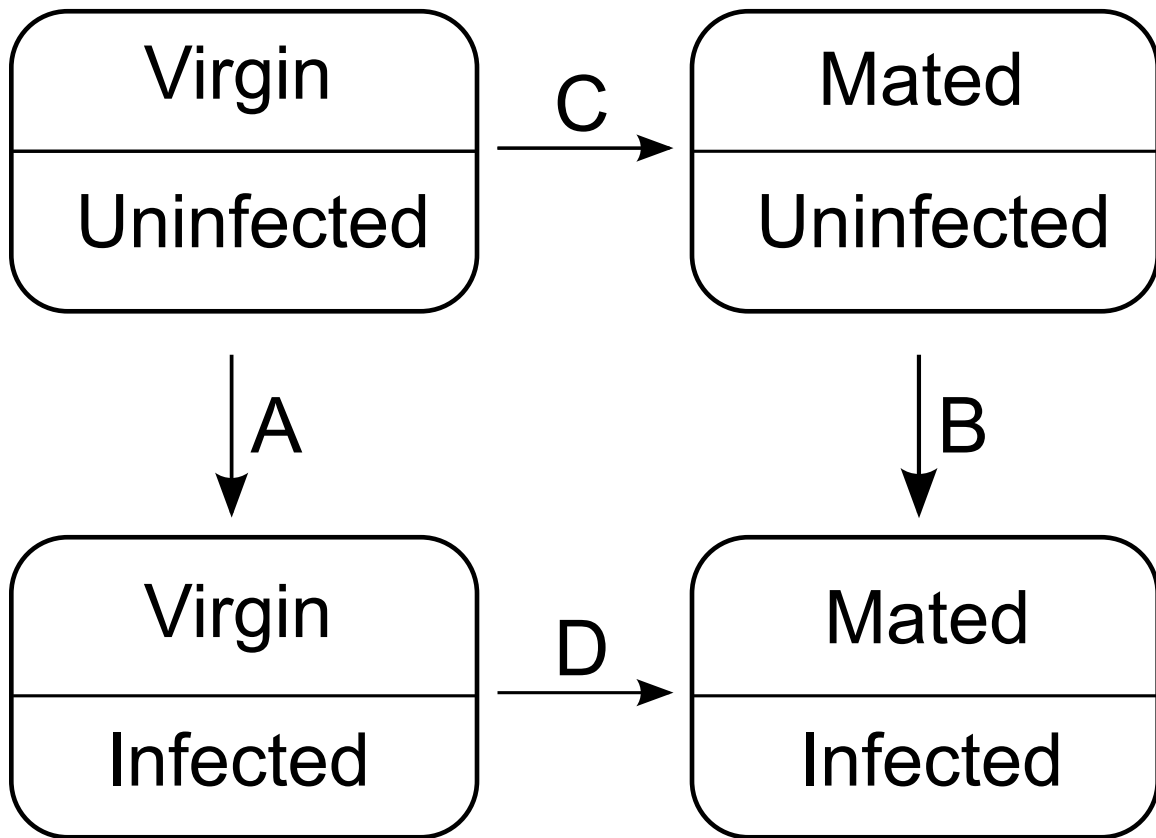 Virgin
Uninfected
C
Mated
Uninfected
A
B
Virgin
Infected
D
Mated
Infected